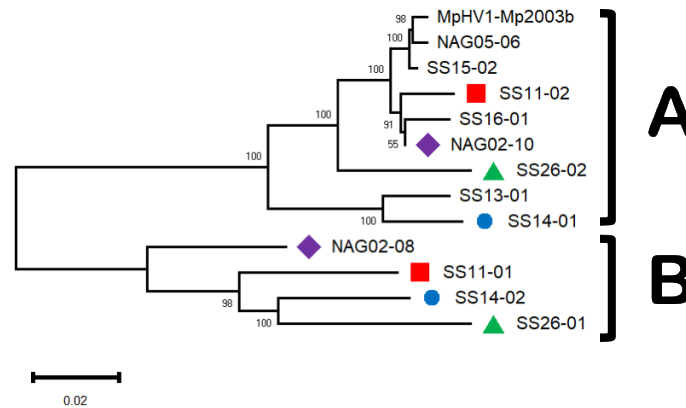 98
MpHV1-Mp2003b
100
NAG05-06
100
SS15-02
SS11-02
A
100
91
SS16-01
55
NAG02-10
100
SS26-02
SS13-01
100
SS14-01
NAG02-08
B
SS11-01
98
SS14-02
100
SS26-01
0.02